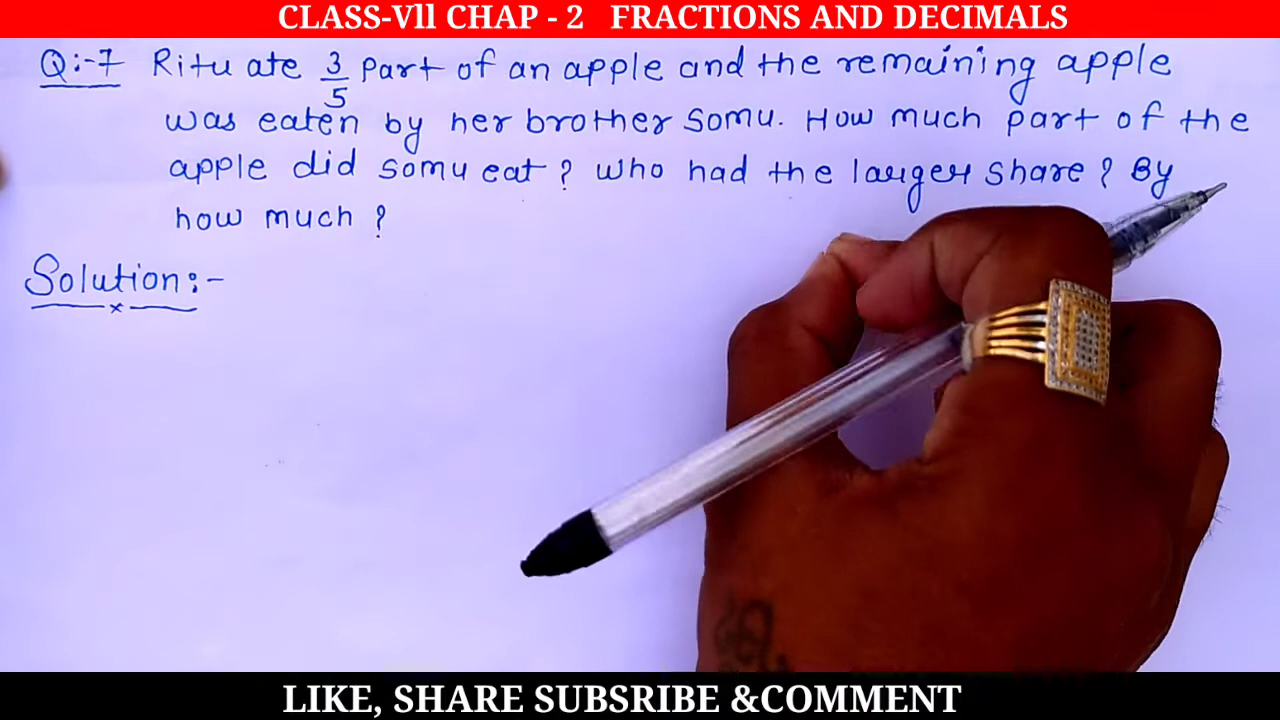 CLASS-Vll CHAP - 2 FRACTIONS AND DECIMALS
Q:-7 Ritu ate 3/5 Part of an apple and the remaining apple
was eaten by her brother Somu. How much part of the
apple did somu eat ? Who had the larger Share ? By
how much ?
Solution:-
LIKE, SHARE SUBSRIBE &COMMENT